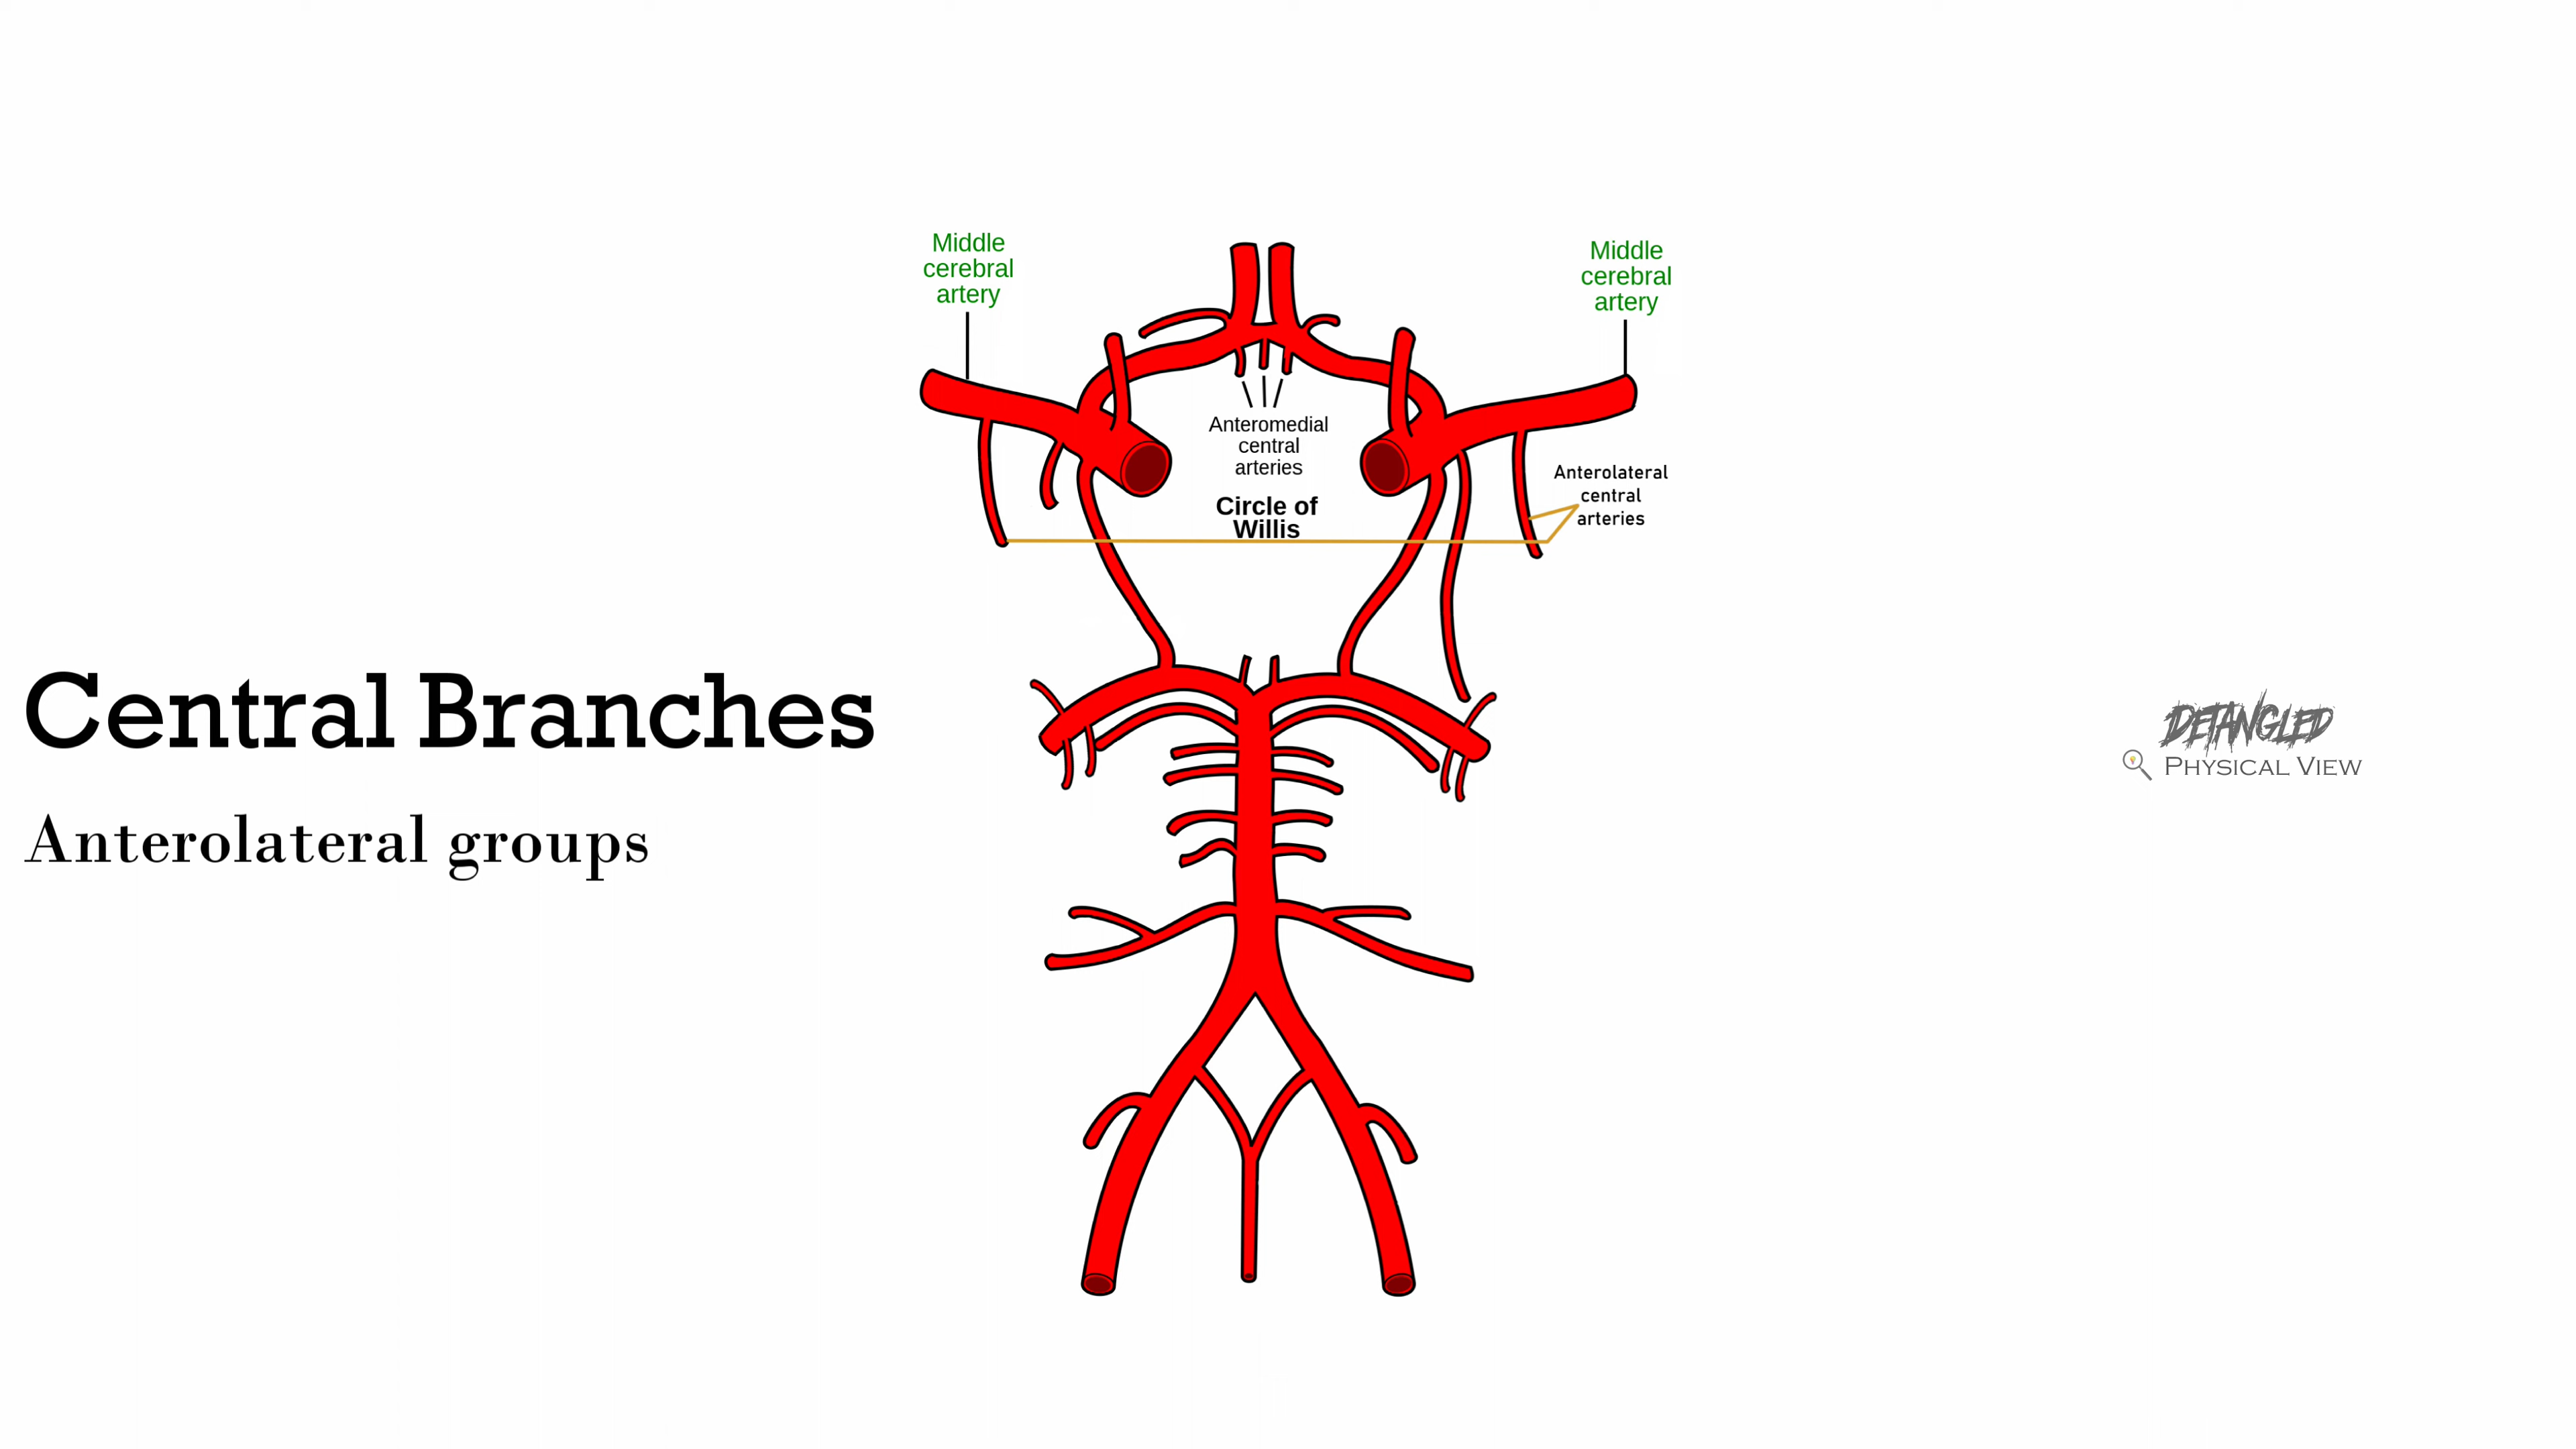 Middle
cerebral
artery
Middle
cerebral
artery
Anteromedial
central
arteries
Anterolateral
central
arteries
Circle of
Willis
Central Branches
Anterolateral groups
DETANGLED
PHYSICAL VIEW